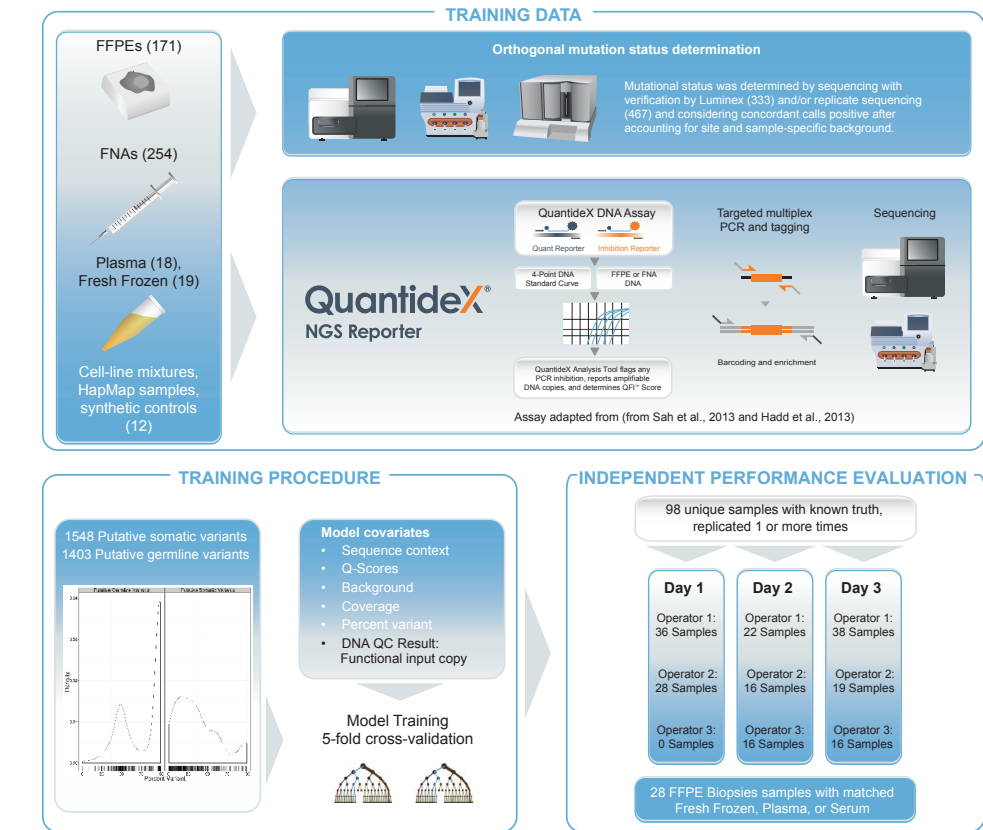 TRAINING DATA
FFPEs (171)
FNAs (254)
Plasma (18),
Fresh Frozen (19)
Cell-line mixtures,
HapMap samples,
synthetic controls
(12)
Orthogonal mutation status determination
Mutational status was determined by sequencing with
verification by Luminex (333) and/or replicate sequencing
(467) and considering concordant calls positive after
accounting for site and sample-specific background.
QuantideX®
NGS Reporter
QuantideX DNA Assay
Quant Reporter
Inhibition Reporter
4-Point DNA
Standard Curve
FFPE or FNA
DNA
QuantideX Analysis Tool flags any
PCR inhibition, reports amplifiable
DNA copies, and determines QFI™ Score
Targeted multiplex
PCR and tagging
Barcoding and enrichment
Sequencing
Assay adapted from (from Sah et al., 2013 and Hadd et al., 2013)
TRAINING PROCEDURE
1548 Putative somatic variants
1403 Putative germline variants
Putative Germline Variants
Putative Somatic Variants
Density
Percent Variant
Model covariates
• Sequence context
• Q-Scores
• Background
• Coverage
• Percent variant
• DNA QC Result:
Functional input copy
Model Training
5-fold cross-validation
INDEPENDENT PERFORMANCE EVALUATION
98 unique samples with known truth,
replicated 1 or more times
Day 1
Operator 1:
36 Samples
Operator 2:
28 Samples
Operator 3:
0 Samples
Day 2
Operator 1:
22 Samples
Operator 2:
16 Samples
Operator 3:
16 Samples
Day 3
Operator 1:
38 Samples
Operator 2:
19 Samples
Operator 3:
16 Samples
28 FFPE Biopsies samples with matched
Fresh Frozen, Plasma, or Serum